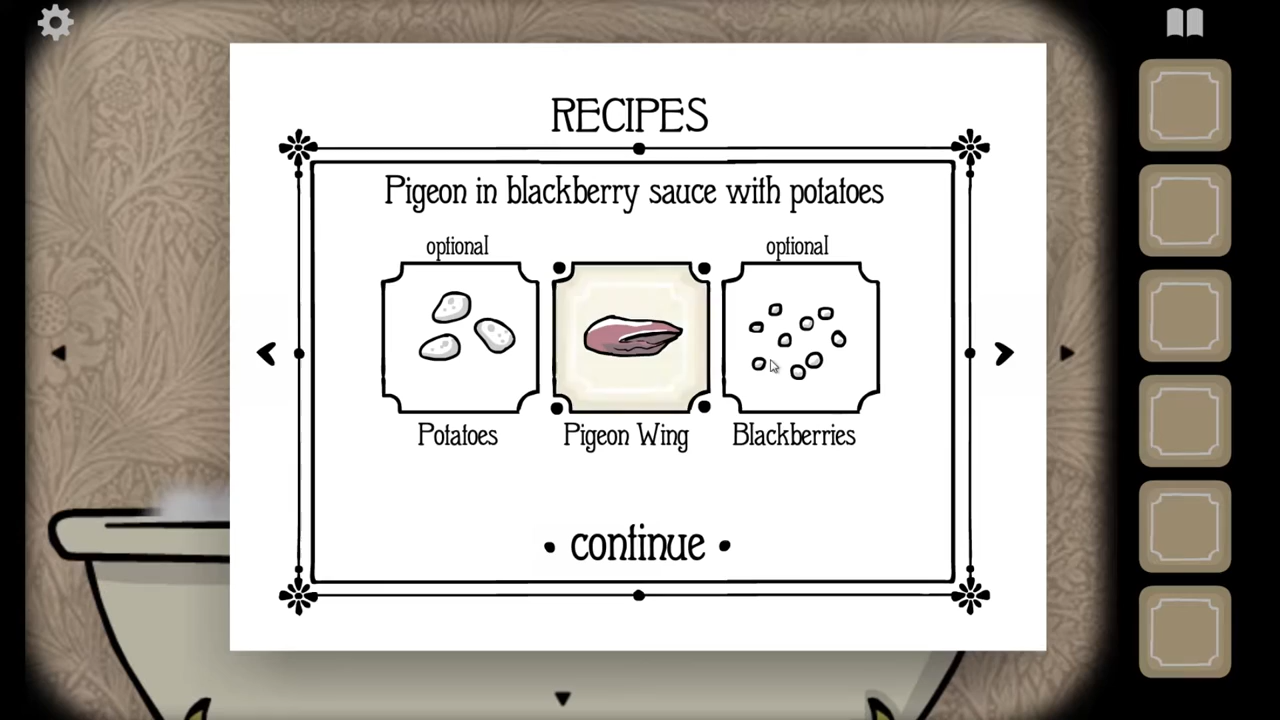 RECIPES
Pigeon in blackberry sauce with potatoes
optional optional
Potatoes Pigeon Wing Blackberries
• continue •